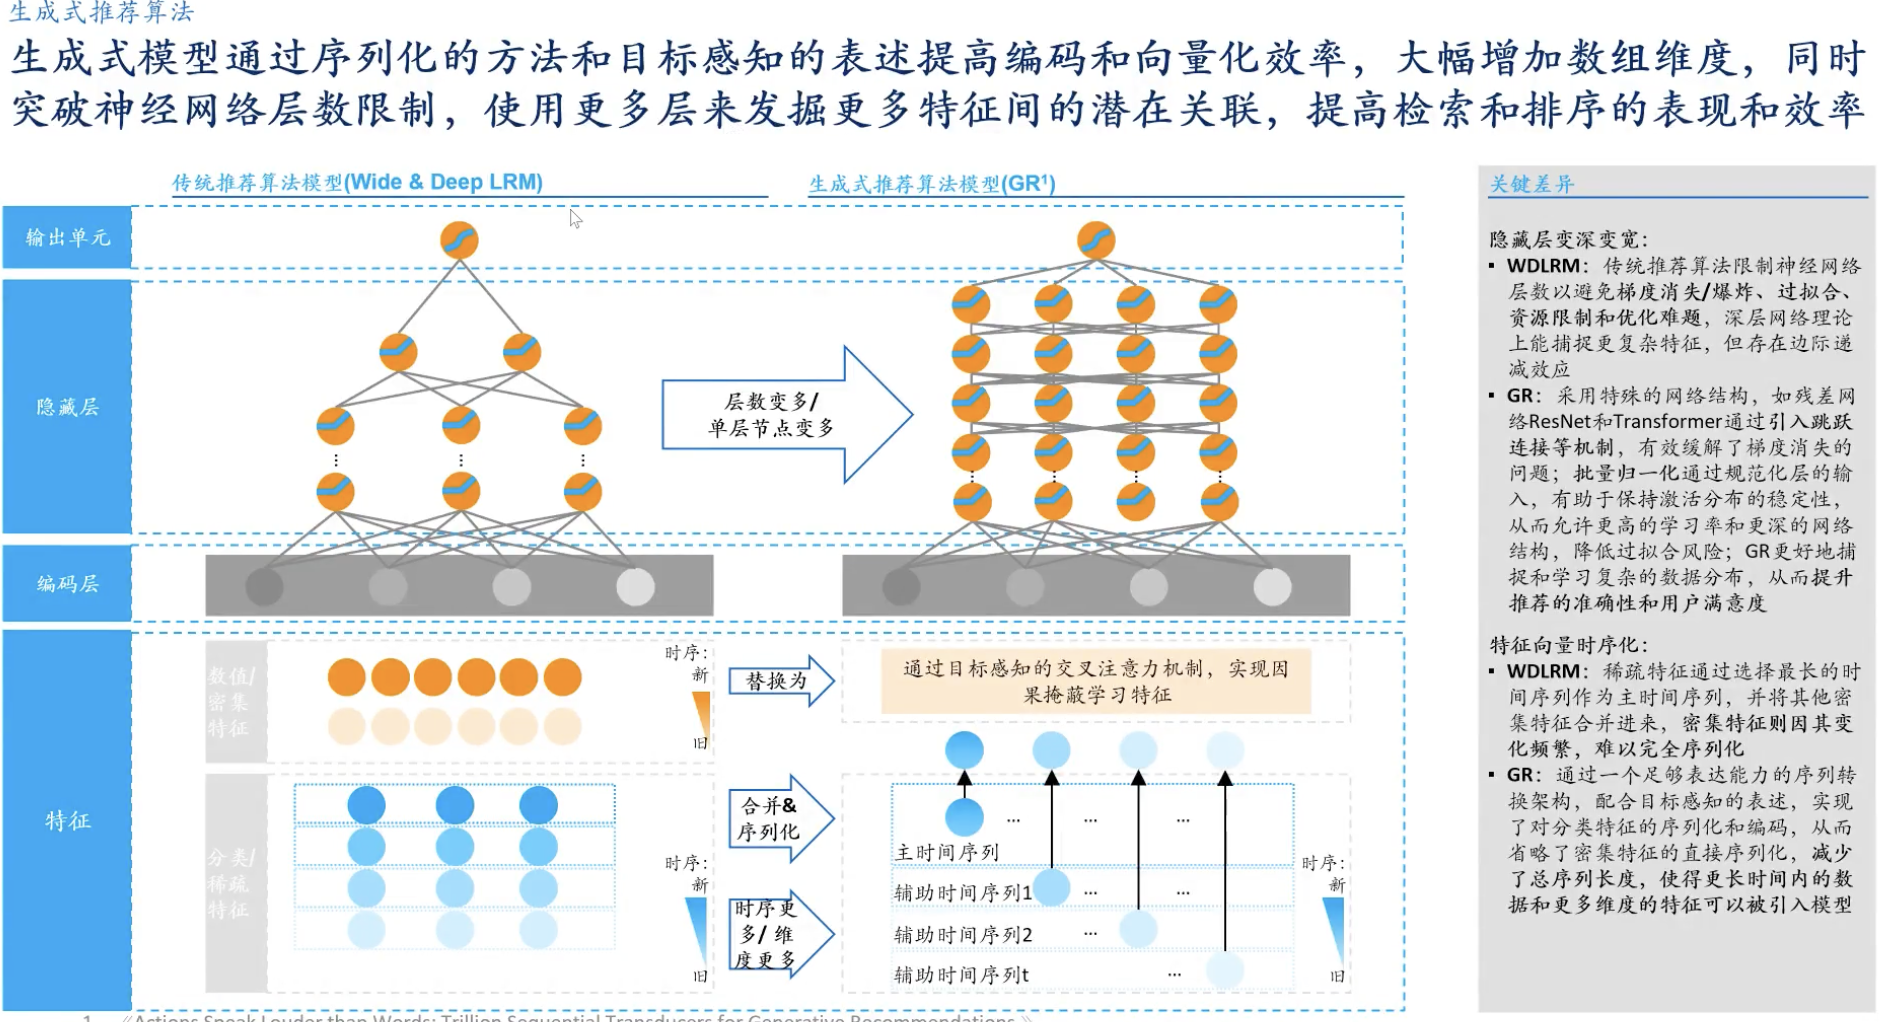 生成式推荐算法
生成式模型通过序列化的方法和目标感知的表述提高编码和向量化效率，大幅增加数组维度，同时
突破神经网络层数限制，使用更多层来发掘更多特征间的潜在关联，提高检索和排序的表现和效率
传统推荐算法模型(Wide & Deep LRM)
生成式推荐算法模型(GR¹)
输出单元
隐藏层
层数变多/
单层节点变多
编码层
特征
数值/
密集
特征
时序：
新
旧
替换为
通过目标感知的交叉注意力机制，实现因
果掩蔽学习特征
分类/
稀疏
特征
时序：
新
旧
合并&
序列化
时序更
多/ 维
度更多
...
...
...
主时间序列
辅助时间序列1
...
...
辅助时间序列2
...
辅助时间序列t
...
时序：
新
旧
关键差异
隐藏层变深变宽：
▪ WDLRM：传统推荐算法限制神经网络
层数以避免梯度消失/爆炸、过拟合、
资源限制和优化难题，深层网络理论
上能捕捉更复杂特征，但存在边际递
减效应
▪ GR：采用特殊的网络结构，如残差网
络ResNet和Transformer通过引入跳跃
连接等机制，有效缓解了梯度消失的
问题；批量归一化通过规范化层的输
入，有助于保持激活分布的稳定性，
从而允许更高的学习率和更深的网络
结构，降低过拟合风险；GR更好地捕
捉和学习复杂的数据分布，从而提升
推荐的准确性和用户满意度
特征向量时序化：
▪ WDLRM：稀疏特征通过选择最长的时
间序列作为主时间序列，并将其他密
集特征合并进来，密集特征则因其变
化频繁，难以完全序列化
▪ GR：通过一个足够表达能力的序列转
换架构，配合目标感知的表述，实现
了对分类特征的序列化和编码，从而
省略了密集特征的直接序列化，减少
了总序列长度，使得更长时间内的数
据和更多维度的特征可以被引入模型
1. 《Actions Speak Louder than Words: Trillion Sequential Transducers for Generative Recommendations 》